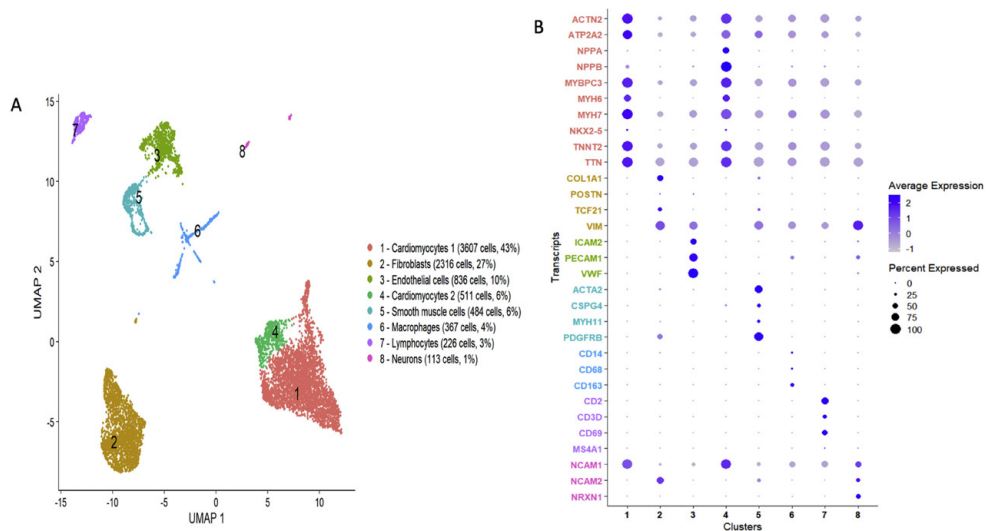 A
15
10
5
0
-5
UMAP 2
-15
-10
-5
0
5
10
UMAP 1
7
3
8
5
6
4
1
2
1 - Cardiomyocytes 1 (3607 cells, 43%)
2 - Fibroblasts (2316 cells, 27%)
3 - Endothelial cells (836 cells, 10%)
4 - Cardiomyocytes 2 (511 cells, 6%)
5 - Smooth muscle cells (484 cells, 6%)
6 - Macrophages (367 cells, 4%)
7 - Lymphocytes (226 cells, 3%)
8 - Neurons (113 cells, 1%)
B
ACTN2
ATP2A2
NPPA
NPPB
MYBPC3
MYH6
MYH7
NKX2-5
TNNT2
TTN
COL1A1
POSTN
TCF21
VIM
ICAM2
PECAM1
VWF
ACTA2
CSPG4
MYH11
PDGFRB
CD14
CD68
CD163
CD2
CD3D
CD69
MS4A1
NCAM1
NCAM2
NRXN1
Transcripts
1 2 3 4 5 6 7 8
Clusters
Average Expression
2
1
0
-1
Percent Expressed
0
25
50
75
100